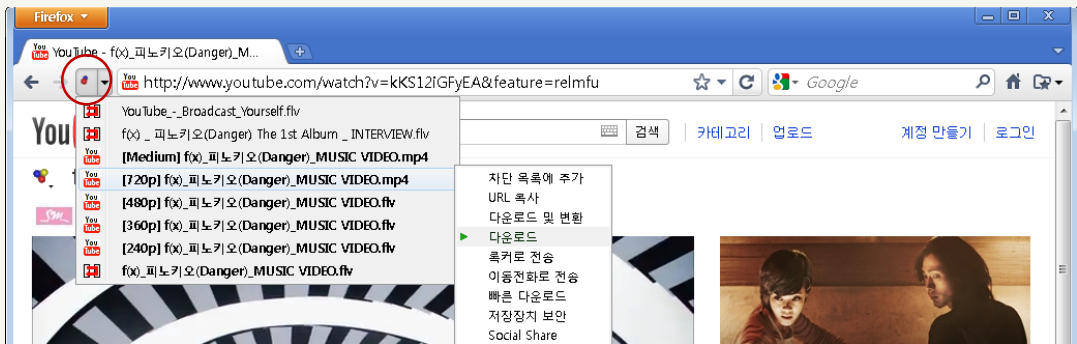 Firefox
YouTube - f(x)_피노키오(Danger)_M...
http://www.youtube.com/watch?v=kKS12iGFyEA&feature=relmfu
Google
You
검색
카테고리
업로드
계정 만들기
로그인
YouTube_-_Broadcast_Yourself.flv
f(x) _ 피노키오(Danger) The 1st Album _ INTERVIEW.flv
[Medium] f(x)_피노키오(Danger)_MUSIC VIDEO.mp4
[720p] f(x)_피노키오(Danger)_MUSIC VIDEO.mp4
[480p] f(x)_피노키오(Danger)_MUSIC VIDEO.flv
[360p] f(x)_피노키오(Danger)_MUSIC VIDEO.flv
[240p] f(x)_피노키오(Danger)_MUSIC VIDEO.flv
f(x)_피노키오(Danger)_MUSIC VIDEO.flv
차단 목록에 추가
URL 복사
다운로드 및 변환
다운로드
록커로 전송
이동전화로 전송
빠른 다운로드
저장장치 보안
Social Share
SM